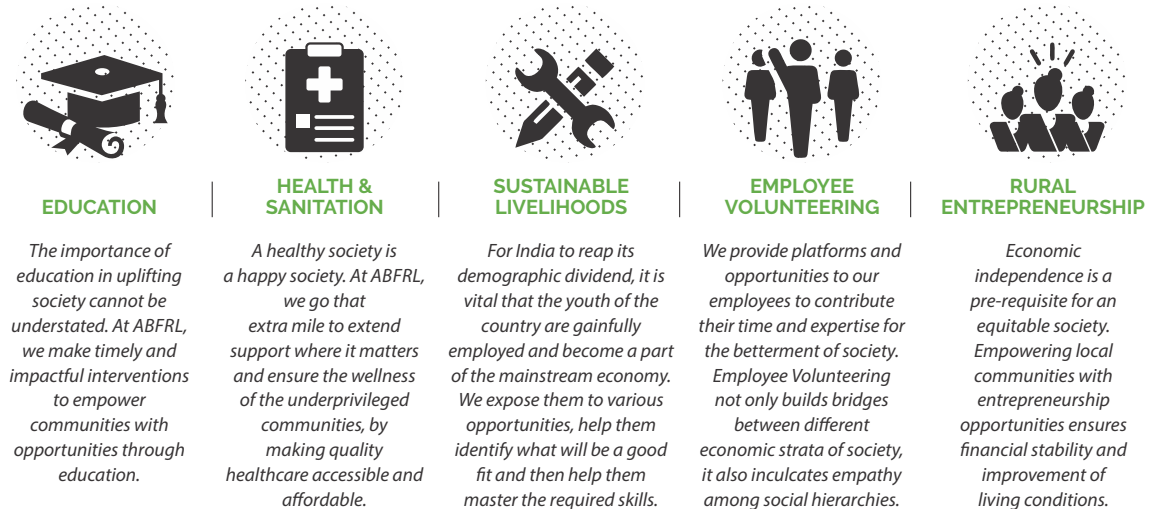 EDUCATION
The importance of
education in uplifting
society cannot be
understated. At ABFRL,
we make timely and
impactful interventions
to empower
communities with
opportunities through
education.
HEALTH &
SANITATION
A healthy society is
a happy society. At ABFRL,
we go that
extra mile to extend
support where it matters
and ensure the wellness
of the underprivileged
communities, by
making quality
healthcare accessible and
affordable.
SUSTAINABLE
LIVELIHOODS
For India to reap its
demographic dividend, it is
vital that the youth of the
country are gainfully
employed and become a part
of the mainstream economy.
We expose them to various
opportunities, help them
identify what will be a good
fit and then help them
master the required skills.
EMPLOYEE
VOLUNTEERING
We provide platforms and
opportunities to our
employees to contribute
their time and expertise for
the betterment of society.
Employee Volunteering
not only builds bridges
between different
economic strata of society,
it also inculcates empathy
among social hierarchies.
RURAL
ENTREPRENEURSHIP
Economic
independence is a
pre-requisite for an
equitable society.
Empowering local
communities with
entrepreneurship
opportunities ensures
financial stability and
improvement of
living conditions.